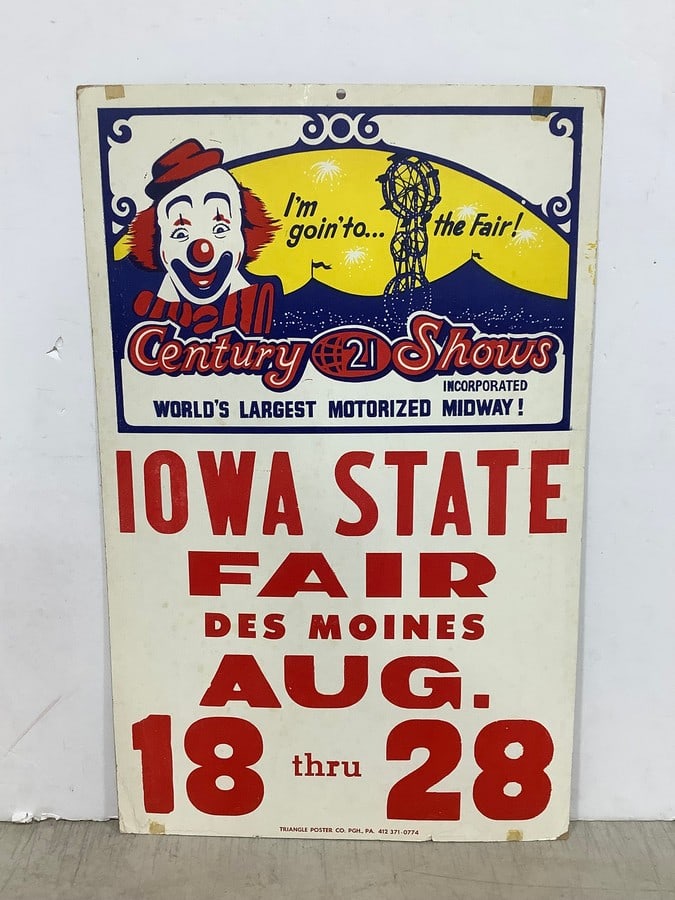 I'm
goin' to... the Fair!
Century 21 Shows
INCORPORATED
WORLD'S LARGEST MOTORIZED MIDWAY!
IOWA STATE
FAIR
DES MOINES
AUG.
18 thru 28
TRIANGLE POSTER CO: PGH., PA. 412 371-0774